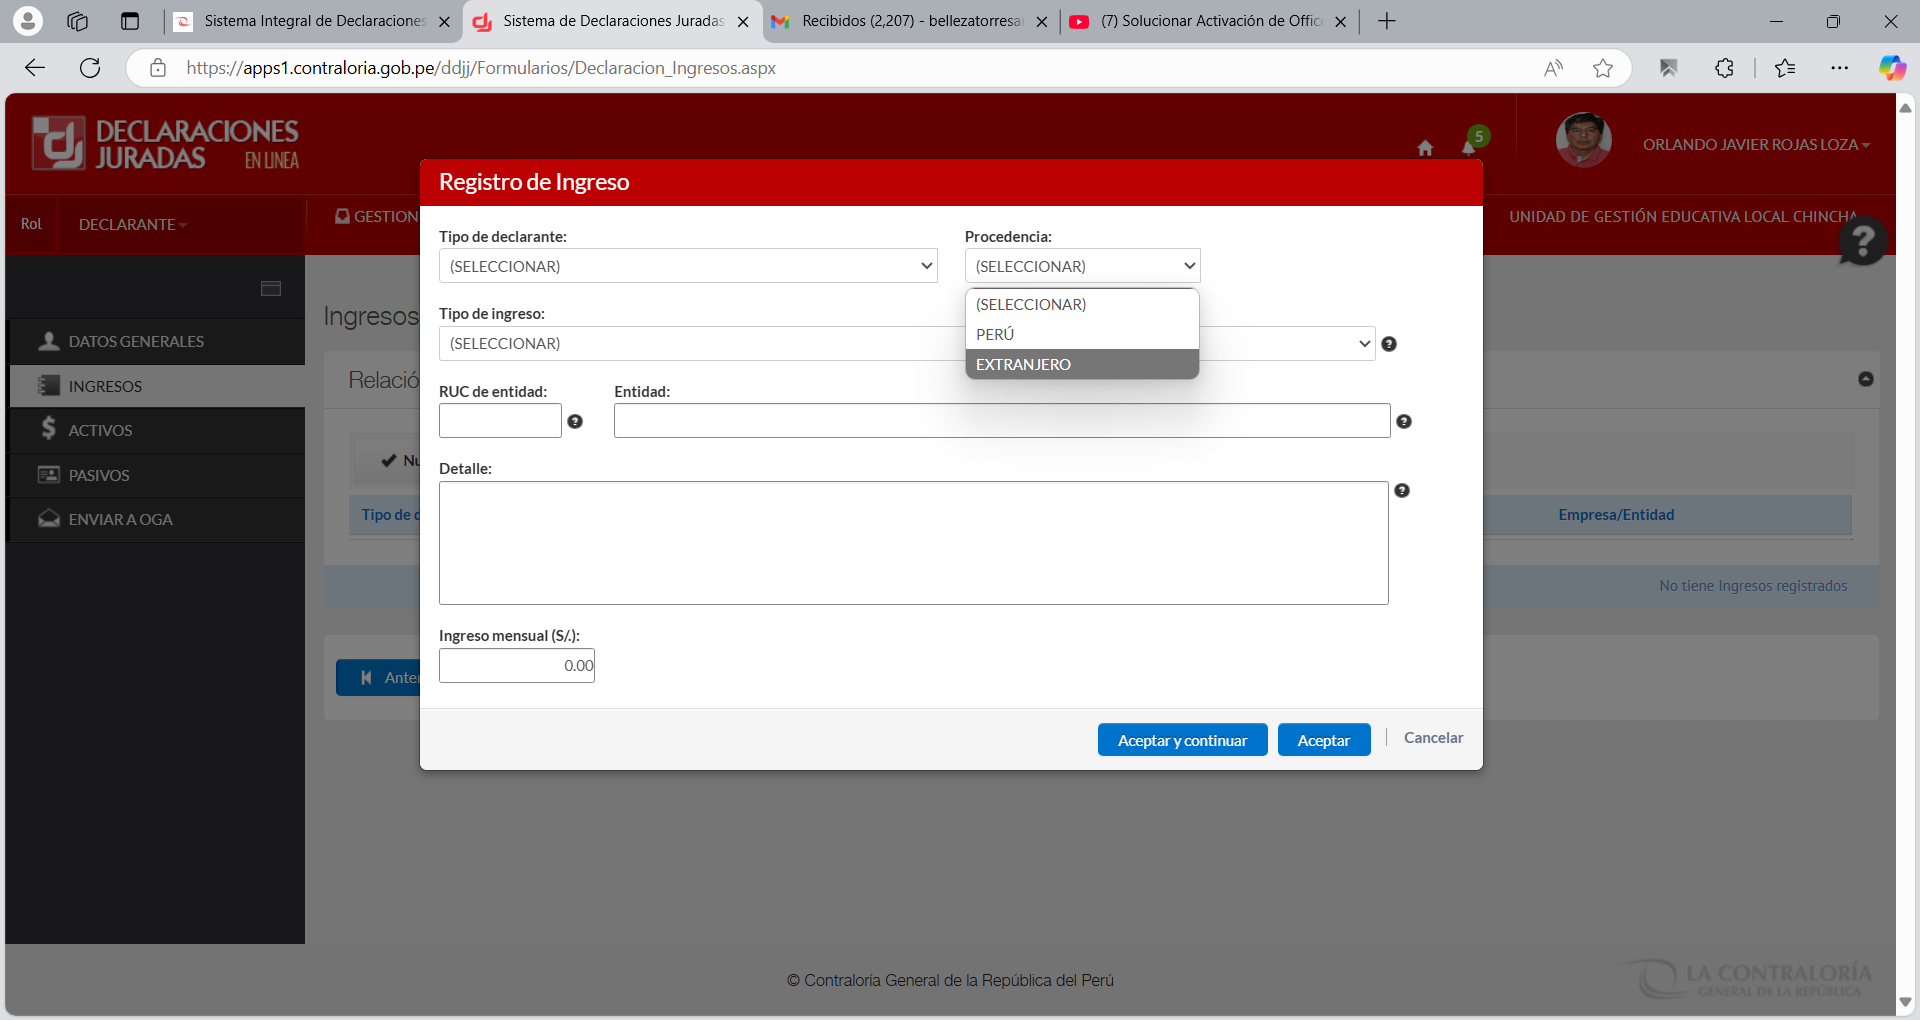 Sistema Integral de Declaraciones
Sistema de Declaraciones Juradas
Recibidos (2,207) - bellezatorresar
(7) Solucionar Activación de Offic
https://apps1.contraloria.gob.pe/ddjj/Formularios/Declaracion_Ingresos.aspx
DECLARACIONES
JURADAS EN LINEA
5
ORLANDO JAVIER ROJAS LOZA
Rol
DECLARANTE
GESTION
UNIDAD DE GESTIÓN EDUCATIVA LOCAL CHINCHA
?
Registro de Ingreso
Tipo de declarante:
Procedencia:
(SELECCIONAR)
(SELECCIONAR)
(SELECCIONAR)
PERÚ
EXTRANJERO
Tipo de ingreso:
(SELECCIONAR)
?
RUC de entidad:
Entidad:
?
?
Detalle:
?
Ingreso mensual (S/.):
0.00
Aceptar y continuar
Aceptar
Cancelar
Ingresos
DATOS GENERALES
INGRESOS
ACTIVOS
PASIVOS
ENVIAR A OGA
Relació
Nu
Tipo de d
Empresa/Entidad
No tiene Ingresos registrados
Anter
© Contraloría General de la República del Perú
LA CONTRALORÍA
GENERAL DE LA REPÚBLICA